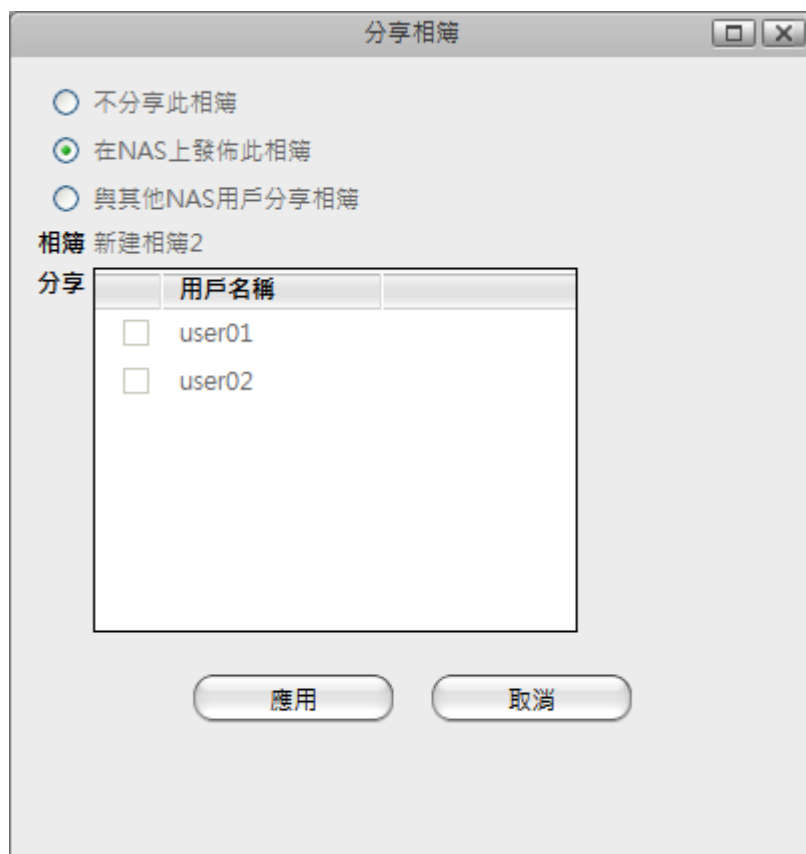 分享相簿
不分享此相簿
在NAS上發佈此相簿
與其他NAS用戶分享相簿
相簿 新建相簿2
分享
用戶名稱
user01
user02
應用 取消